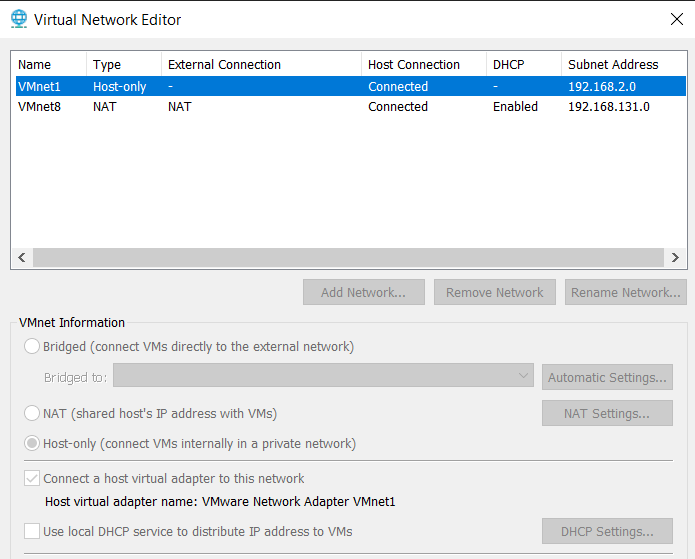 Virtual Network Editor
Name Type External Connection Host Connection DHCP Subnet Address
VMnet1 Host-only - Connected - 192.168.2.0
VMnet8 NAT NAT Connected Enabled 192.168.131.0
Add Network... Remove Network Rename Network...
VMnet Information
Bridged (connect VMs directly to the external network)
Bridged to: Automatic Settings...
NAT (shared host's IP address with VMs) NAT Settings...
Host-only (connect VMs internally in a private network)
Connect a host virtual adapter to this network
Host virtual adapter name: VMware Network Adapter VMnet1
Use local DHCP service to distribute IP address to VMs DHCP Settings...